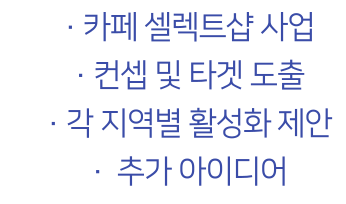 · 카페 셀렉트샵 사업
· 컨셉 및 타겟 도출
· 각 지역별 활성화 제안
· 추가 아이디어